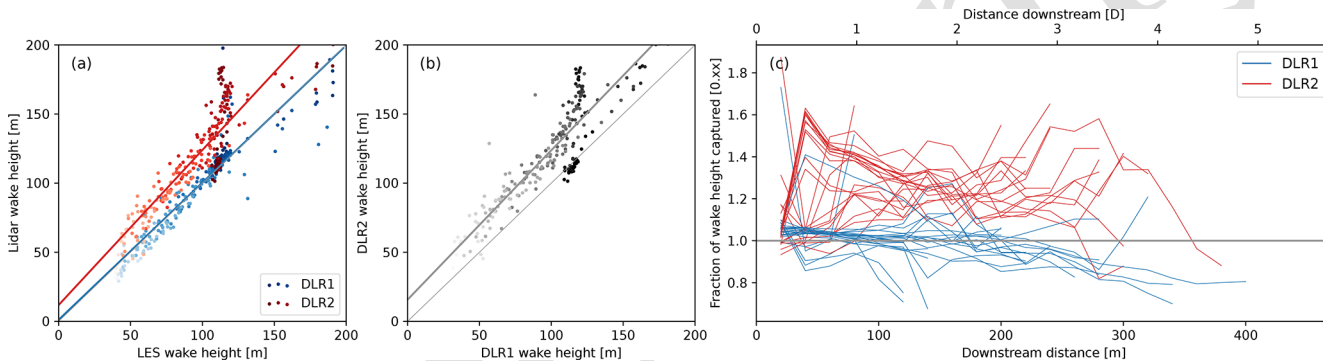 (a)
Lidar wake height [m]
200
150
100
50
0
0 50 100 150 200
LES wake height [m]
DLR1
DLR2
(b)
DLR2 wake height [m]
200
150
100
50
0
0 50 100 150 200
DLR1 wake height [m]
Distance downstream [D]
0 1 2 3 4 5
(c)
Fraction of wake height captured [0.xx]
1.8
1.6
1.4
1.2
1.0
0.8
0 100 200 300 400
Downstream distance [m]
DLR1
DLR2